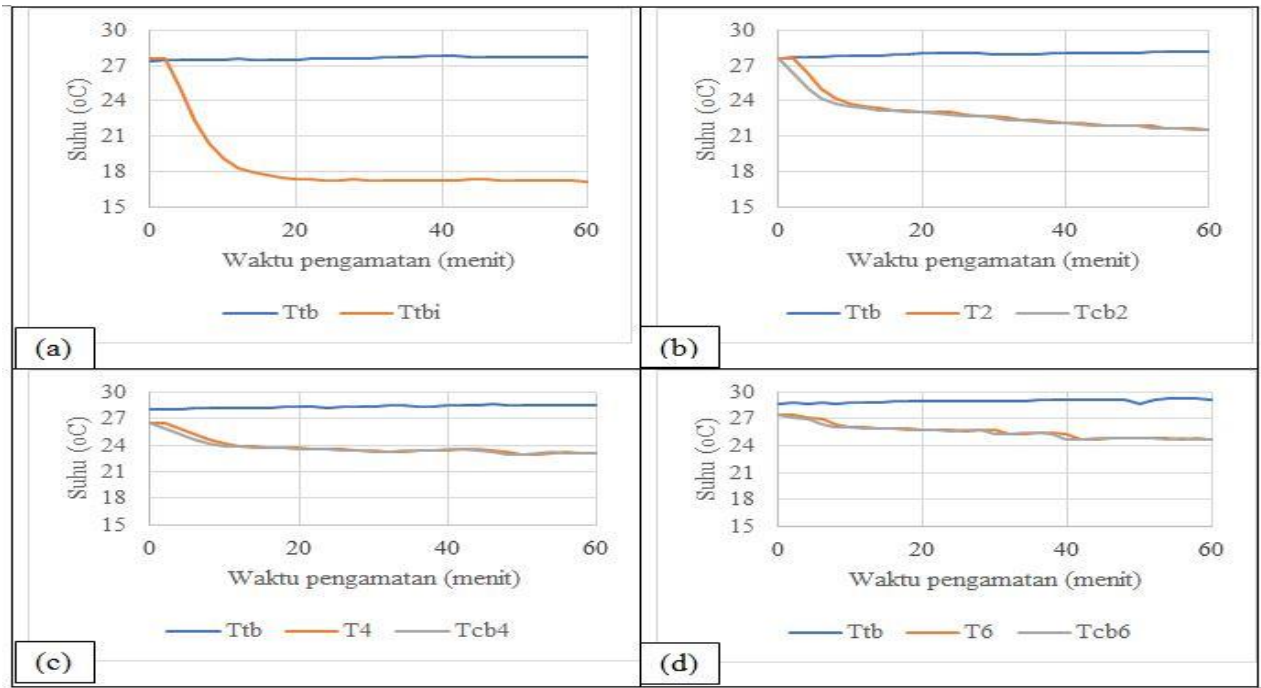 30
27
24
21
18
15
Suhu (oC)
0 20 40 60
Waktu pengamatan (menit)
Ttb Ttbi
(a)
30
27
24
21
18
15
Suhu (oC)
0 20 40 60
Waktu pengamatan (menit)
Ttb T2 Tcb2
(b)
30
27
24
21
18
15
Suhu (oC)
0 20 40 60
Waktu pengamatan (menit)
Ttb T4 Tcb4
(c)
30
27
24
21
18
15
Suhu (oC)
0 20 40 60
Waktu pengamatan (menit)
Ttb T6 Tcb6
(d)